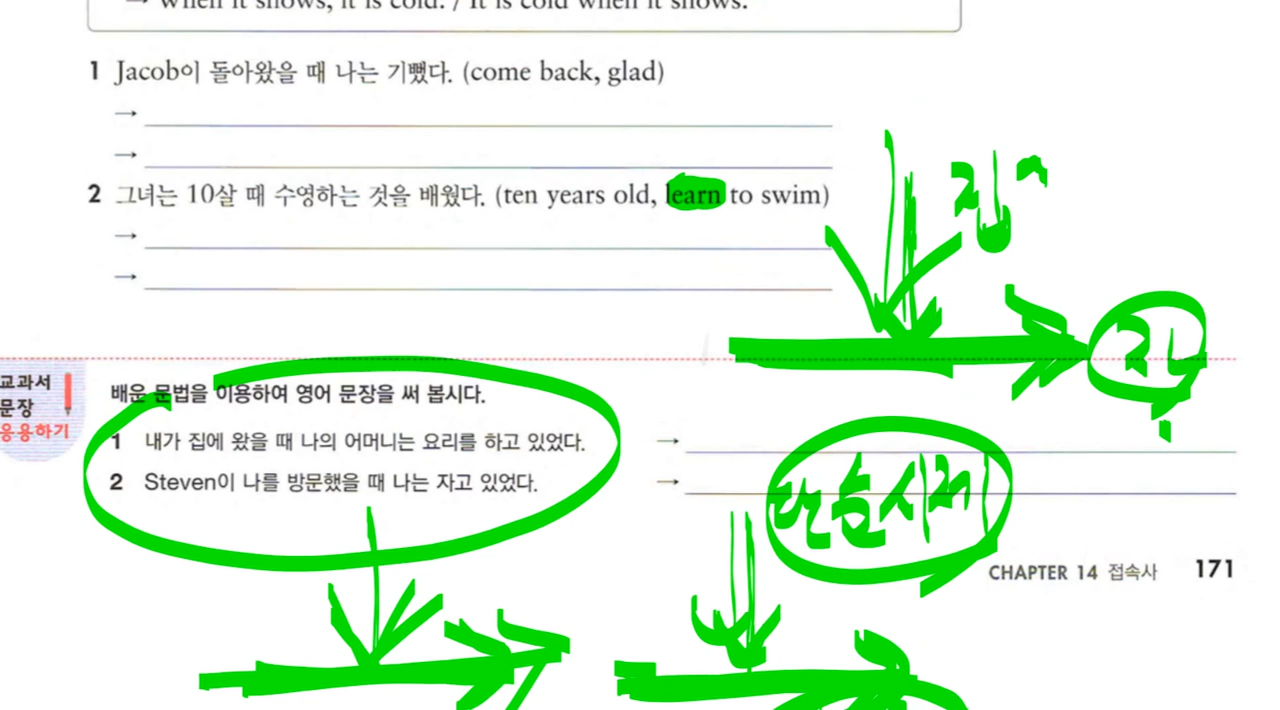 → When it snows, it is cold. / It is cold when it snows.
1 Jacob이 돌아왔을 때 나는 기뻤다. (come back, glad)
→
→
2 그녀는 10살 때 수영하는 것을 배웠다. (ten years old, learn to swim)
→
→
집
교과서
문장
응용하기
배운 문법을 이용하여 영어 문장을 써 봅시다.
1 내가 집에 왔을 때 나의 어머니는 요리를 하고 있었다. →
2 Steven이 나를 방문했을 때 나는 자고 있었다. →
단순시제
CHAPTER 14 접속사 171